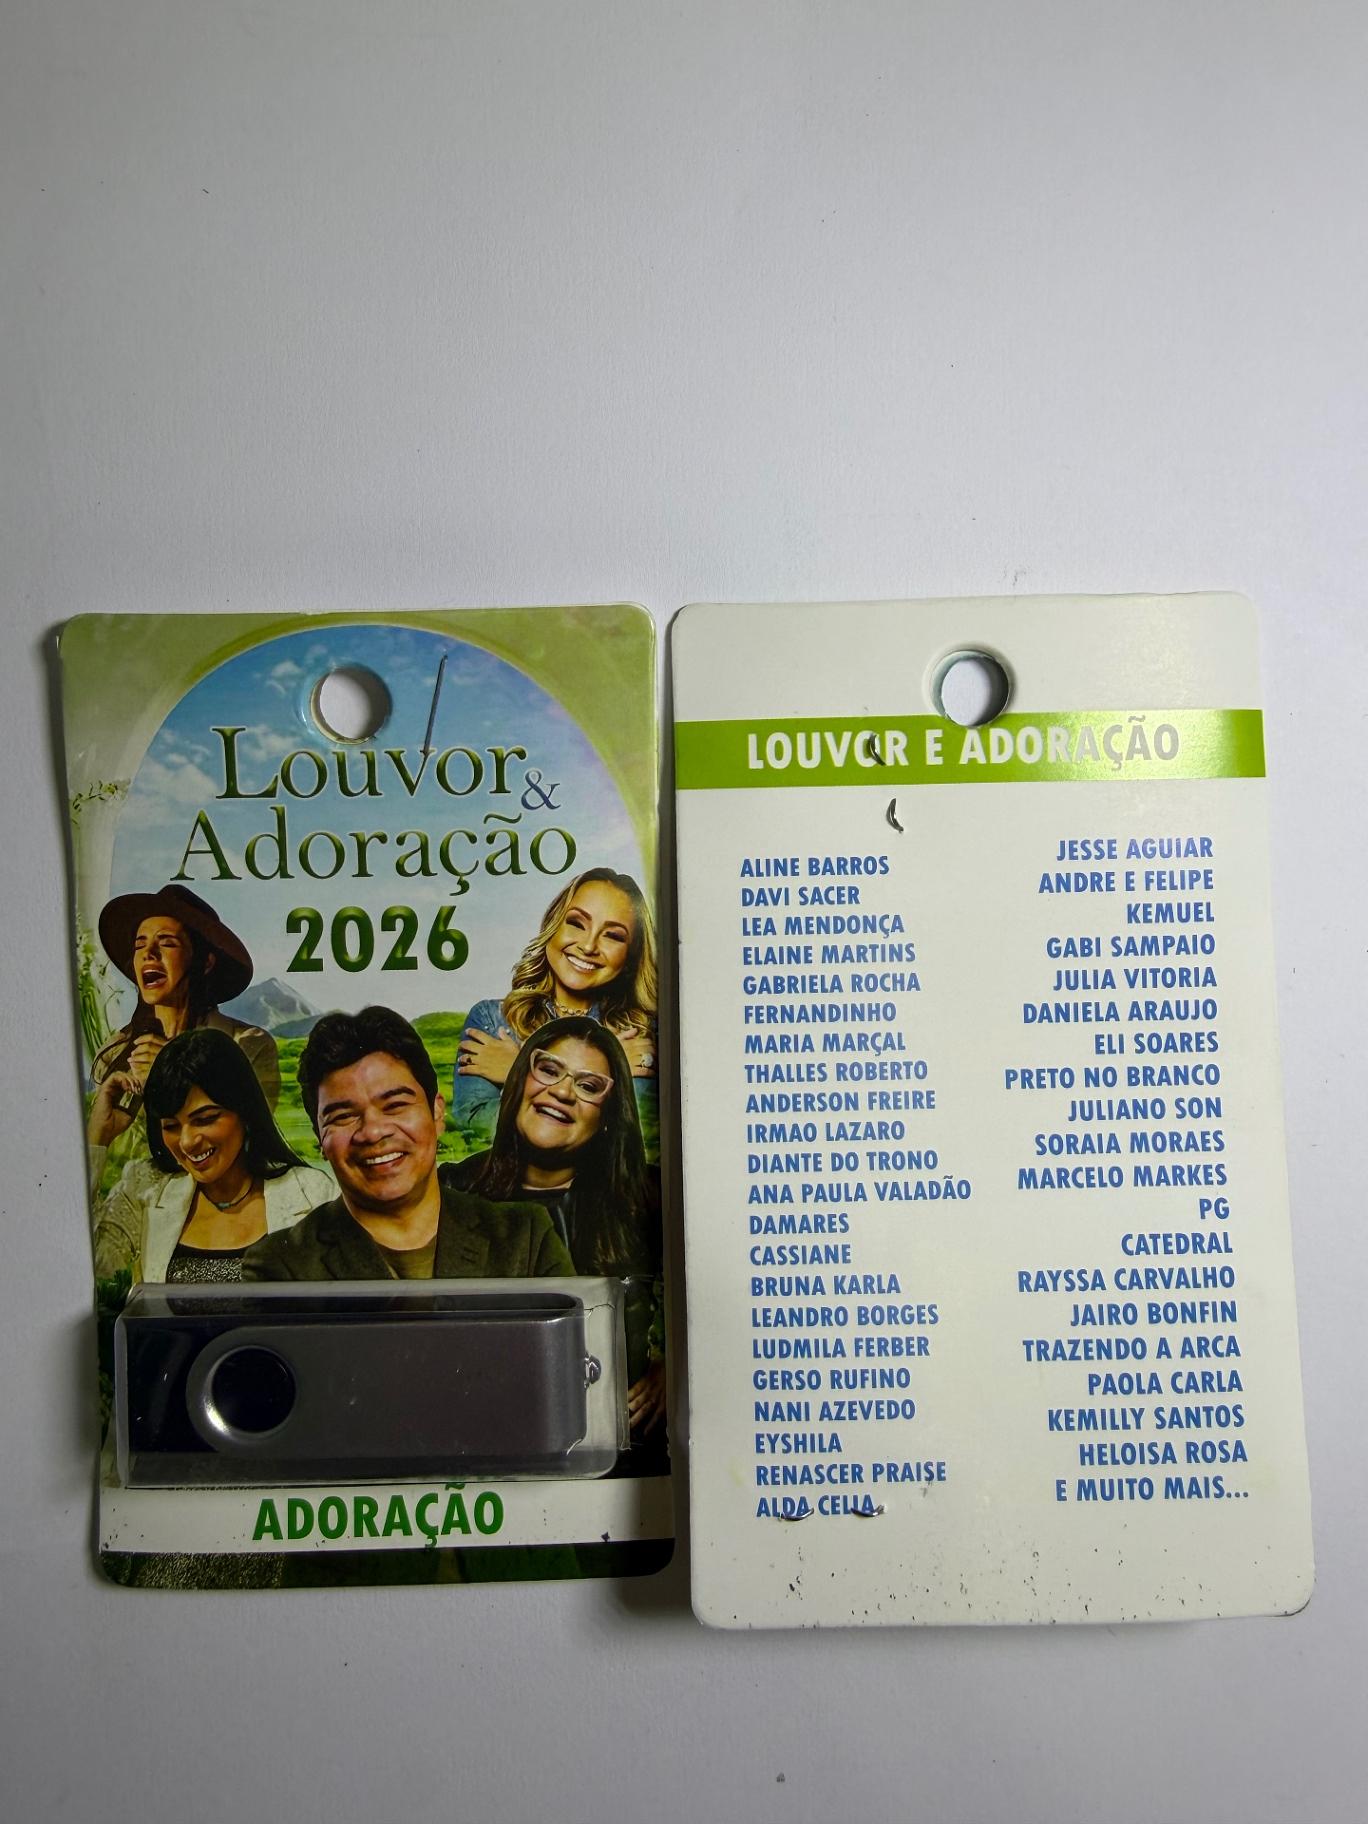 Louvor &
Adoração
2026
ADORAÇÃO
LOUVOR E ADORAÇÃO
ALINE BARROS
DAVI SACER
LEA MENDONÇA
ELAINE MARTINS
GABRIELA ROCHA
FERNANDINHO
MARIA MARÇAL
THALLES ROBERTO
ANDERSON FREIRE
IRMAO LAZARO
DIANTE DO TRONO
ANA PAULA VALADÃO
DAMARES
CASSIANE
BRUNA KARLA
LEANDRO BORGES
LUDMILA FERBER
GERSO RUFINO
NANI AZEVEDO
EYSHILA
RENASCER PRAISE
ALDA CELIA
JESSE AGUIAR
ANDRE E FELIPE
KEMUEL
GABI SAMPAIO
JULIA VITORIA
DANIELA ARAUJO
ELI SOARES
PRETO NO BRANCO
JULIANO SON
SORAIA MORAES
MARCELO MARKES
PG
CATEDRAL
RAYSSA CARVALHO
JAIRO BONFIN
TRAZENDO A ARCA
PAOLA CARLA
KEMILLY SANTOS
HELOISA ROSA
E MUITO MAIS...